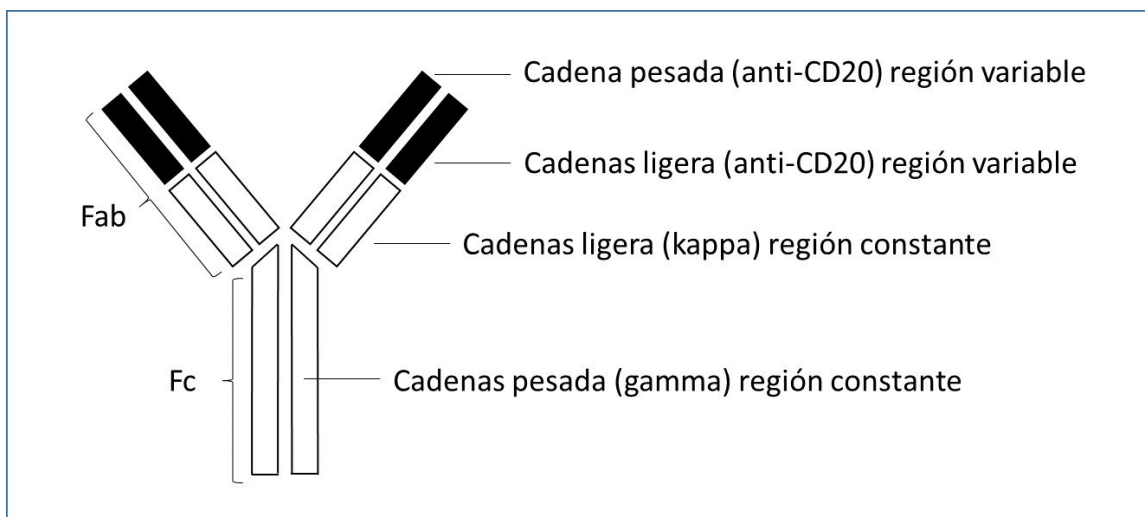 Cadena pesada (anti-CD20) región variable
Cadenas ligera (anti-CD20) región variable
Fab
Cadenas ligera (kappa) región constante
Fc
Cadenas pesada (gamma) región constante